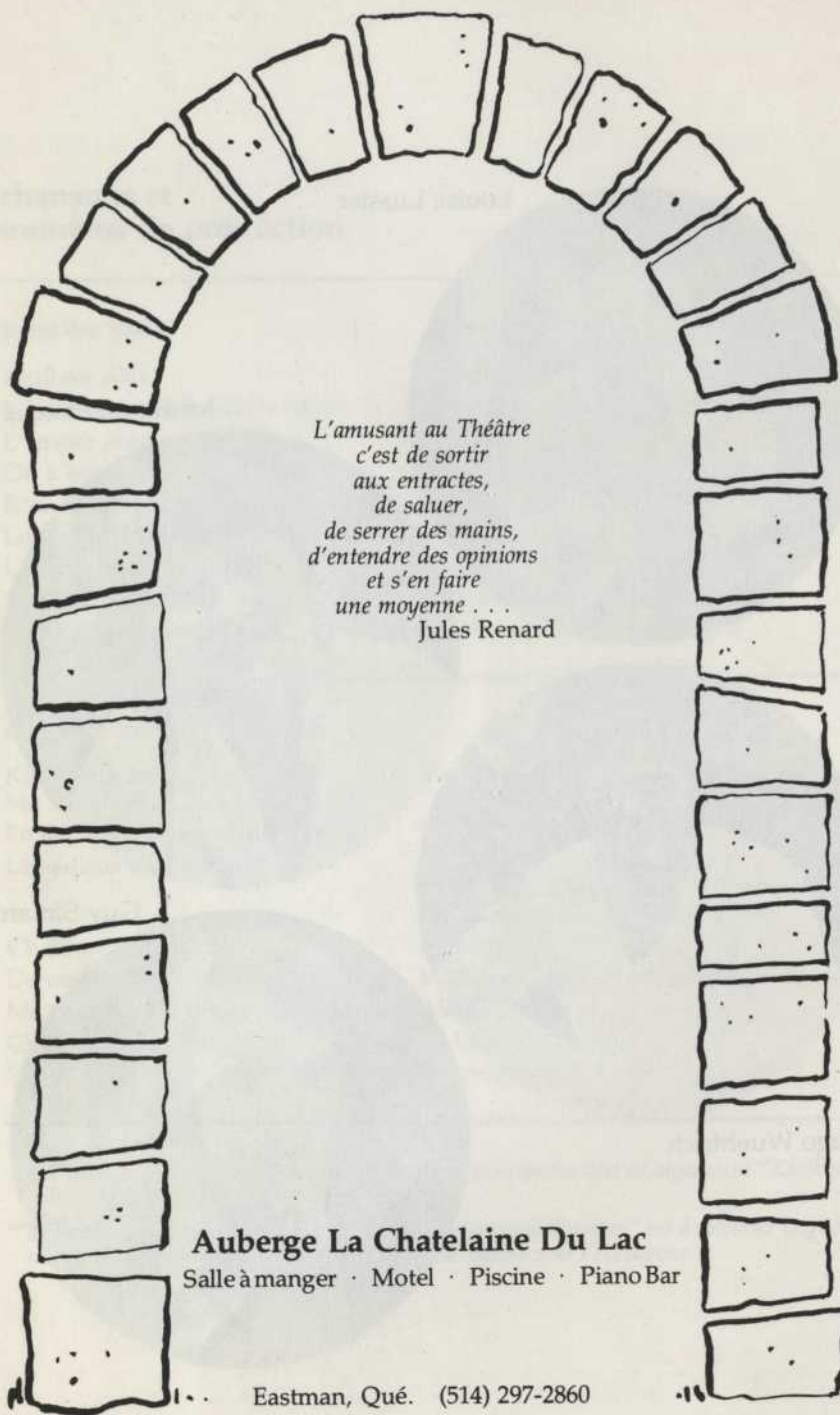 L'amusant au Théâtre
c'est de sortir
aux entractes,
de saluer,
de serrer des mains,
d'entendre des opinions
et s'en faire
une moyenne . . .
Jules Renard
Auberge La Chatelaine Du Lac
Salle à manger · Motel · Piscine · Piano Bar
Eastman, Qué. (514) 297-2860